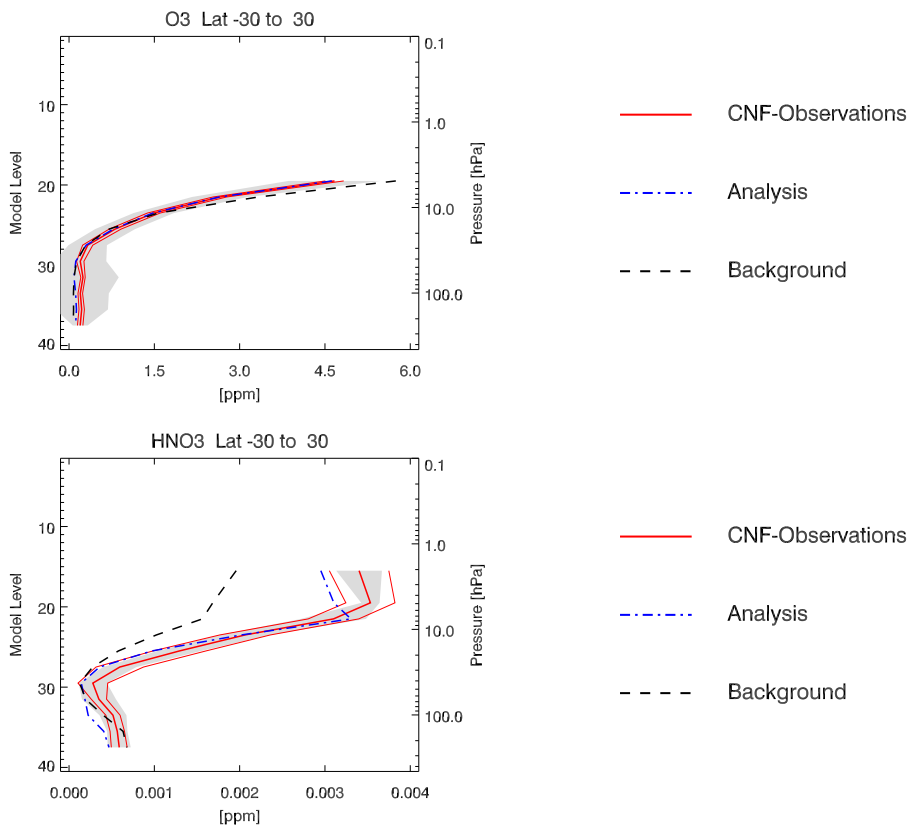 O3 Lat -30 to 30
0.1
10
1.0
20
10.0
30
100.0
40
Model Level
Pressure [hPa]
0.0 1.5 3.0 4.5 6.0
[ppm]
CNF-Observations
Analysis
Background
HNO3 Lat -30 to 30
0.1
10
1.0
20
10.0
30
100.0
40
Model Level
Pressure [hPa]
0.000 0.001 0.002 0.003 0.004
[ppm]
CNF-Observations
Analysis
Background